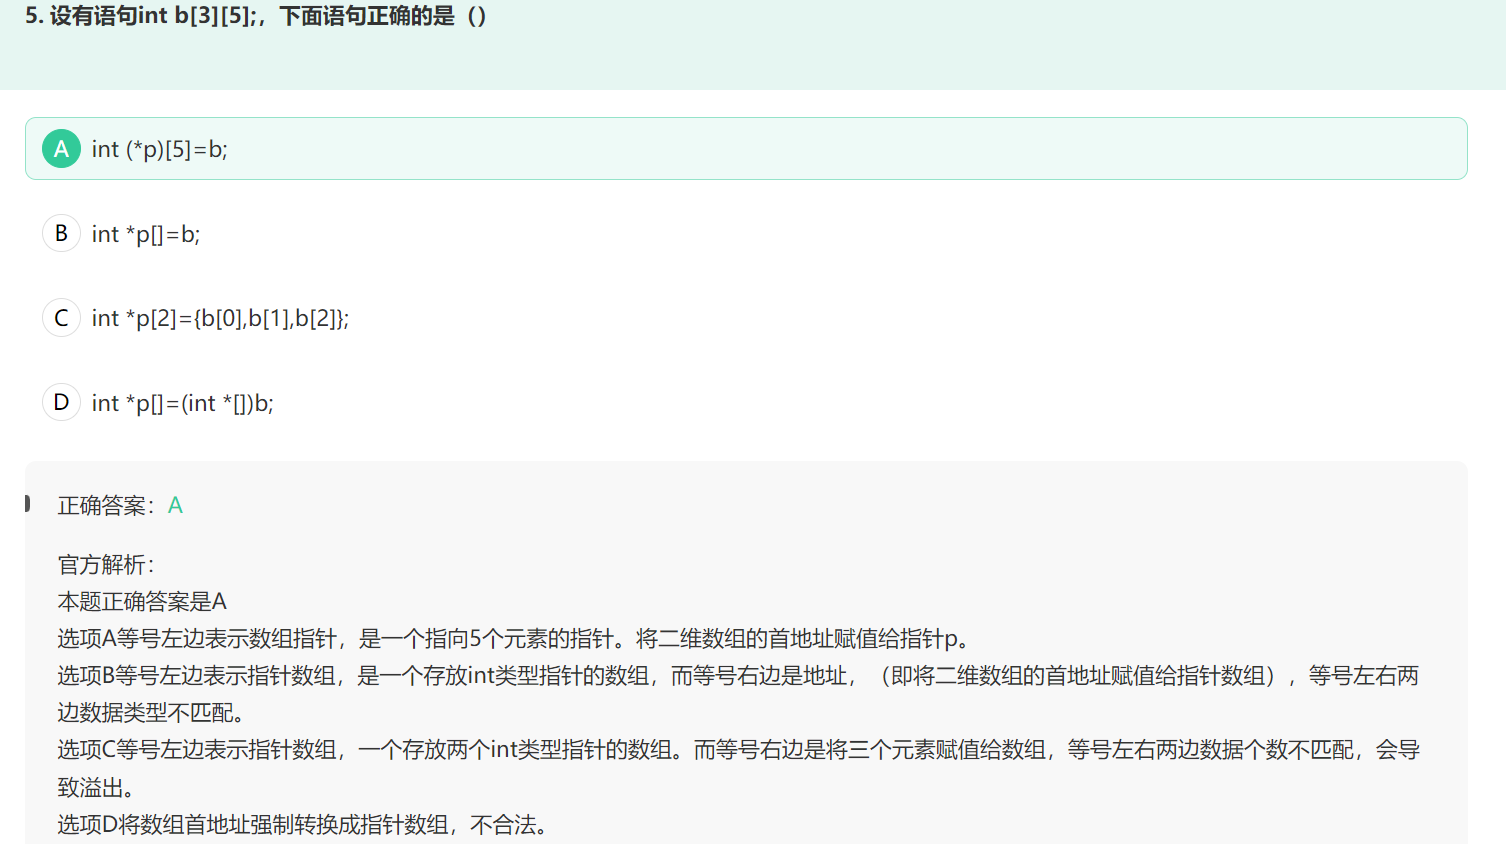 5. 设有语句int b[3][5];，下面语句正确的是（）
A int (*p)[5]=b;
B int *p[]=b;
C int *p[2]={b[0],b[1],b[2]};
D int *p[]=(int *[])b;
正确答案：A
官方解析：
本题正确答案是A
选项A等号左边表示数组指针，是一个指向5个元素的指针。将二维数组的首地址赋值给指针p。
选项B等号左边表示指针数组，是一个存放int类型指针的数组，而等号右边是地址，（即将二维数组的首地址赋值给指针数组），等号左右两
边数据类型不匹配。
选项C等号左边表示指针数组，一个存放两个int类型指针的数组。而等号右边是将三个元素赋值给数组，等号左右两边数据个数不匹配，会导
致溢出。
选项D将数组首地址强制转换成指针数组，不合法。